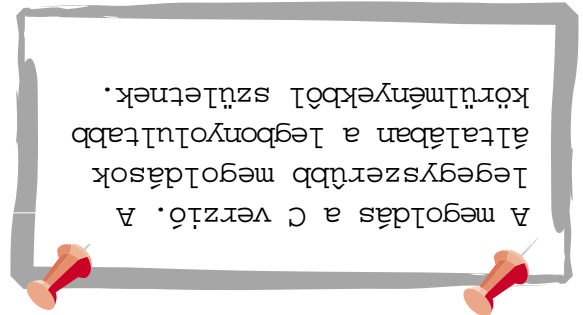 A megoldás a C verzió. A
legegyszerűbb megoldások
általában a legbonyolultabb
körülményekből születnek.